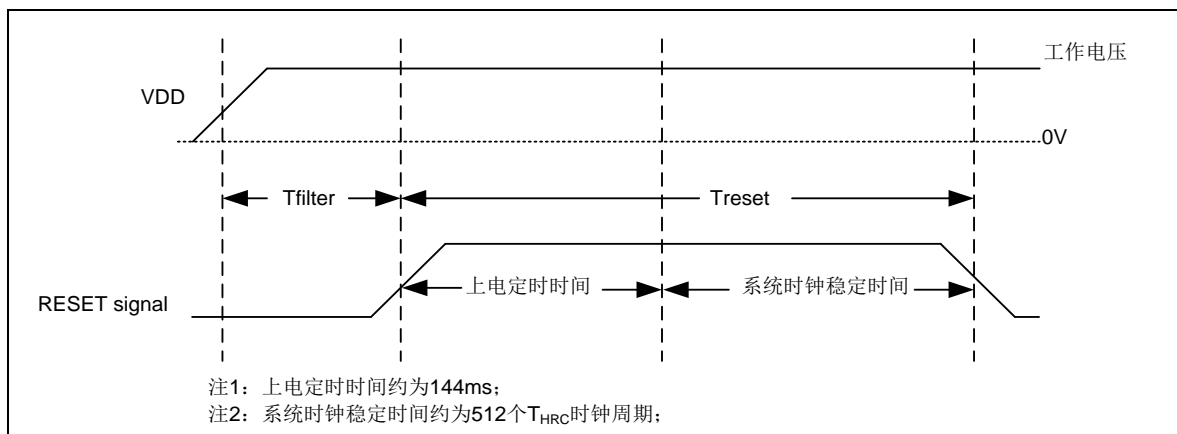 工作电压
VDD
0V
Tfilter
Treset
上电定时时间
系统时钟稳定时间
RESET signal
注1：上电定时时间约为144ms；
注2：系统时钟稳定时间约为512个THRC时钟周期；